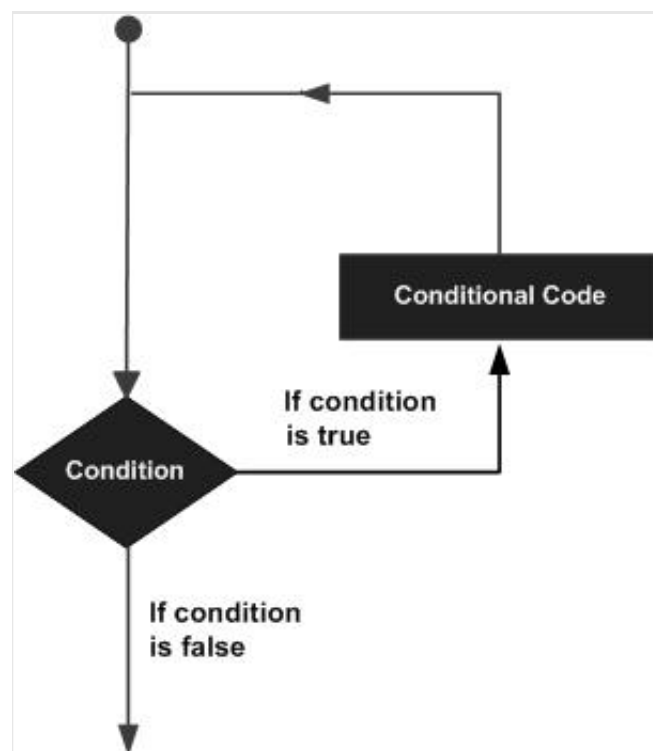 Conditional Code
If condition
is true
Condition
If condition
is false